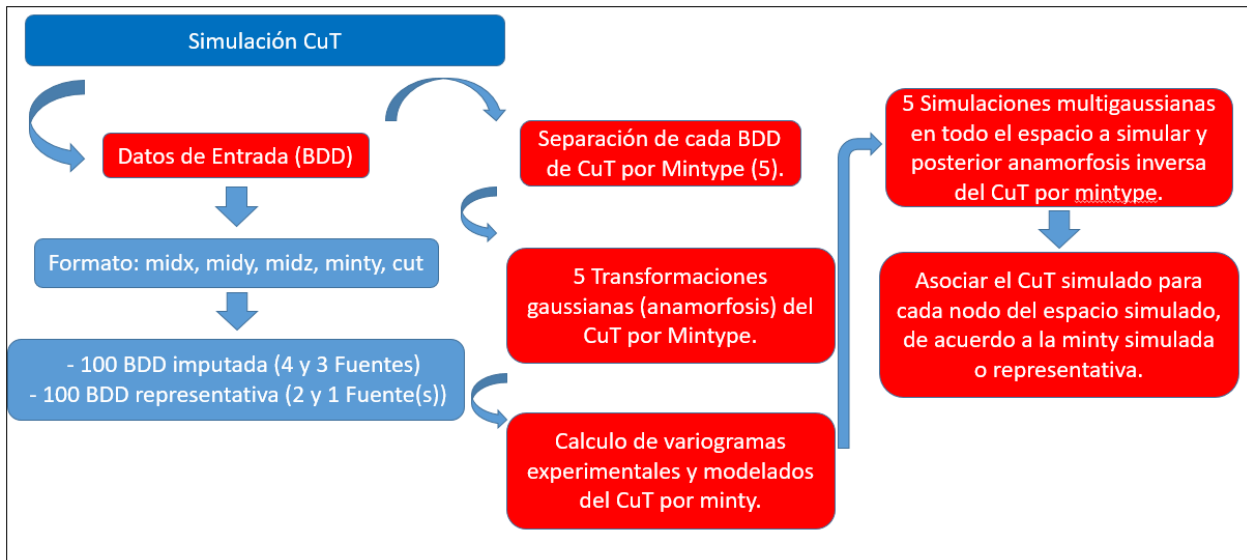 Simulación CuT
Datos de Entrada (BDD)
Formato: midx, midy, midz, minty, cut
- 100 BDD imputada (4 y 3 Fuentes)
- 100 BDD representativa (2 y 1 Fuente(s))
Separación de cada BDD
de CuT por Mintype (5).
5 Transformaciones
gaussianas (anamorfosis) del
CuT por Mintype.
Calculo de variogramas
experimentales y modelados
del CuT por minty.
5 Simulaciones multigaussianas
en todo el espacio a simular y
posterior anamorfosis inversa
del CuT por mintype.
Asociar el CuT simulado para
cada nodo del espacio simulado,
de acuerdo a la minty simulada
o representativa.